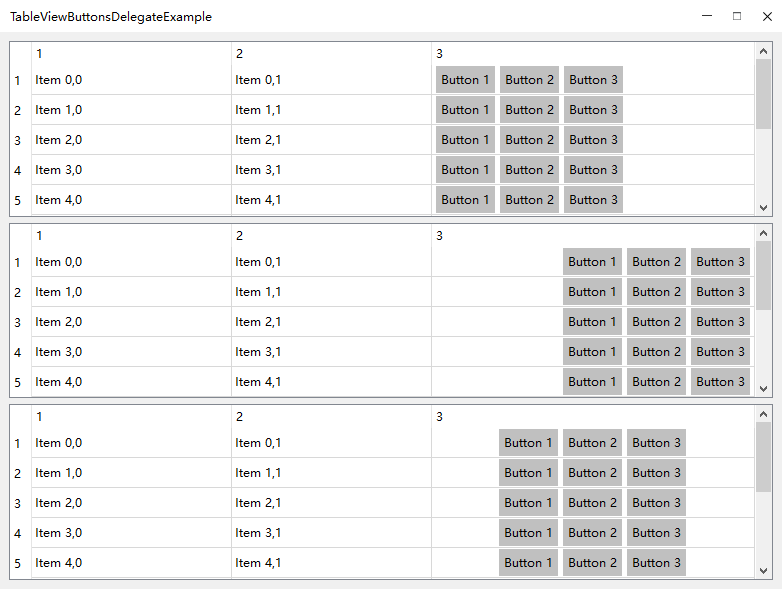 TableViewButtonsDelegateExample
1 2 3
1 Item 0,0 Item 0,1 Button 1 Button 2 Button 3
2 Item 1,0 Item 1,1 Button 1 Button 2 Button 3
3 Item 2,0 Item 2,1 Button 1 Button 2 Button 3
4 Item 3,0 Item 3,1 Button 1 Button 2 Button 3
5 Item 4,0 Item 4,1 Button 1 Button 2 Button 3
1 2 3
1 Item 0,0 Item 0,1 Button 1 Button 2 Button 3
2 Item 1,0 Item 1,1 Button 1 Button 2 Button 3
3 Item 2,0 Item 2,1 Button 1 Button 2 Button 3
4 Item 3,0 Item 3,1 Button 1 Button 2 Button 3
5 Item 4,0 Item 4,1 Button 1 Button 2 Button 3
1 2 3
1 Item 0,0 Item 0,1 Button 1 Button 2 Button 3
2 Item 1,0 Item 1,1 Button 1 Button 2 Button 3
3 Item 2,0 Item 2,1 Button 1 Button 2 Button 3
4 Item 3,0 Item 3,1 Button 1 Button 2 Button 3
5 Item 4,0 Item 4,1 Button 1 Button 2 Button 3